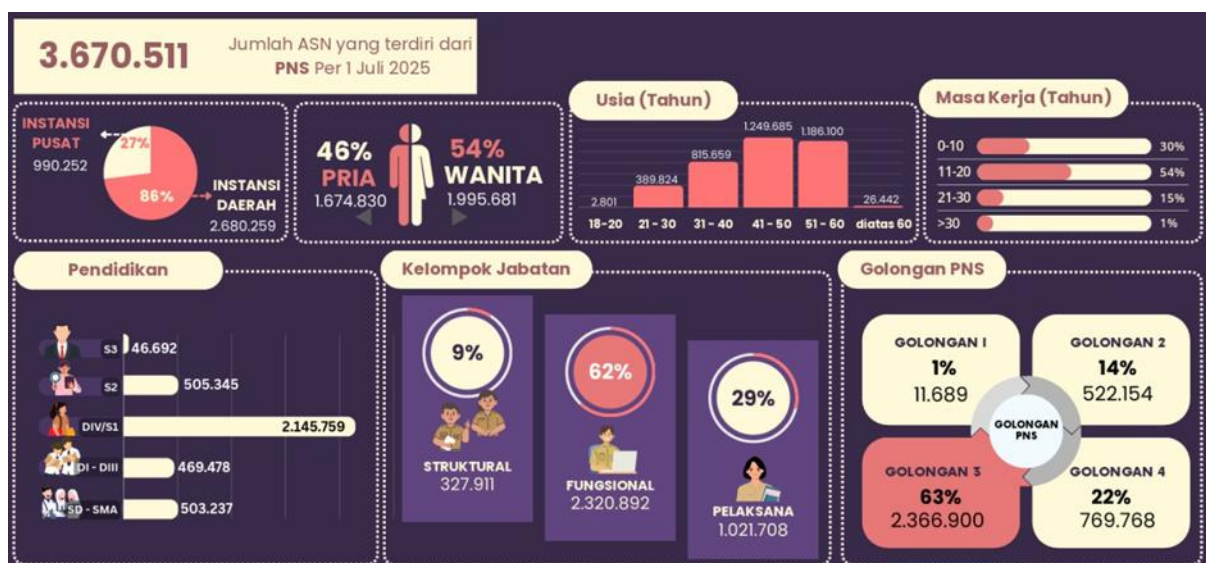 3.670.511
Jumlah ASN yang terdiri dari
PNS Per 1 Juli 2025
INSTANSI
PUSAT
990.252
27%
86%
INSTANSI
DAERAH
2.680.259
46%
PRIA
1.674.830
54%
WANITA
1.995.681
Usia (Tahun)
2.801
389.824
815.659
1.249.685
1.186.100
26.442
18-20 21 - 30 31 - 40 41 - 50 51 - 60 diatas 60
Masa Kerja (Tahun)
0-10 30%
11-20 54%
21-30 15%
>30 1%
Pendidikan
S3 46.692
S2 505.345
DIV/S1 2.145.759
DI - DIII 469.478
SD - SMA 503.237
Kelompok Jabatan
9%
STRUKTURAL
327.911
62%
FUNGSIONAL
2.320.892
29%
PELAKSANA
1.021.708
Golongan PNS
GOLONGAN I
1%
11.689
GOLONGAN 2
14%
522.154
GOLONGAN
PNS
GOLONGAN 3
63%
2.366.900
GOLONGAN 4
22%
769.768